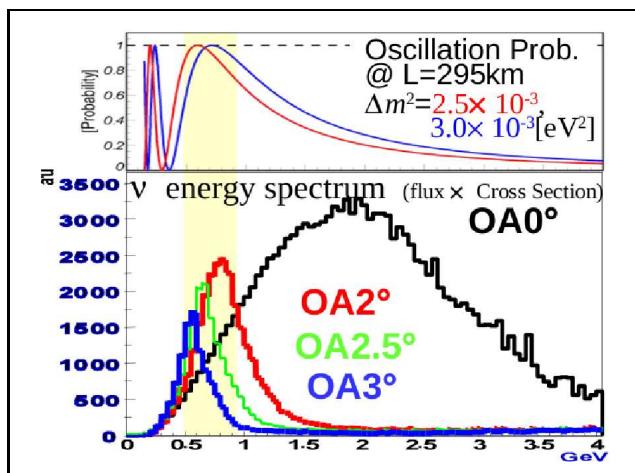 Oscillation Prob.
@ L=295km
Δm²=2.5× 10⁻³,
3.0× 10⁻³[eV²]
[Probability]
1
0.8
0.6
0.4
0.2
0
au
ν energy spectrum (flux × Cross Section)
OA0°
OA2°
OA2.5°
OA3°
3500
3000
2500
2000
1500
1000
500
0
0 0.5 1 1.5 2 2.5 3 3.5 4
GeV